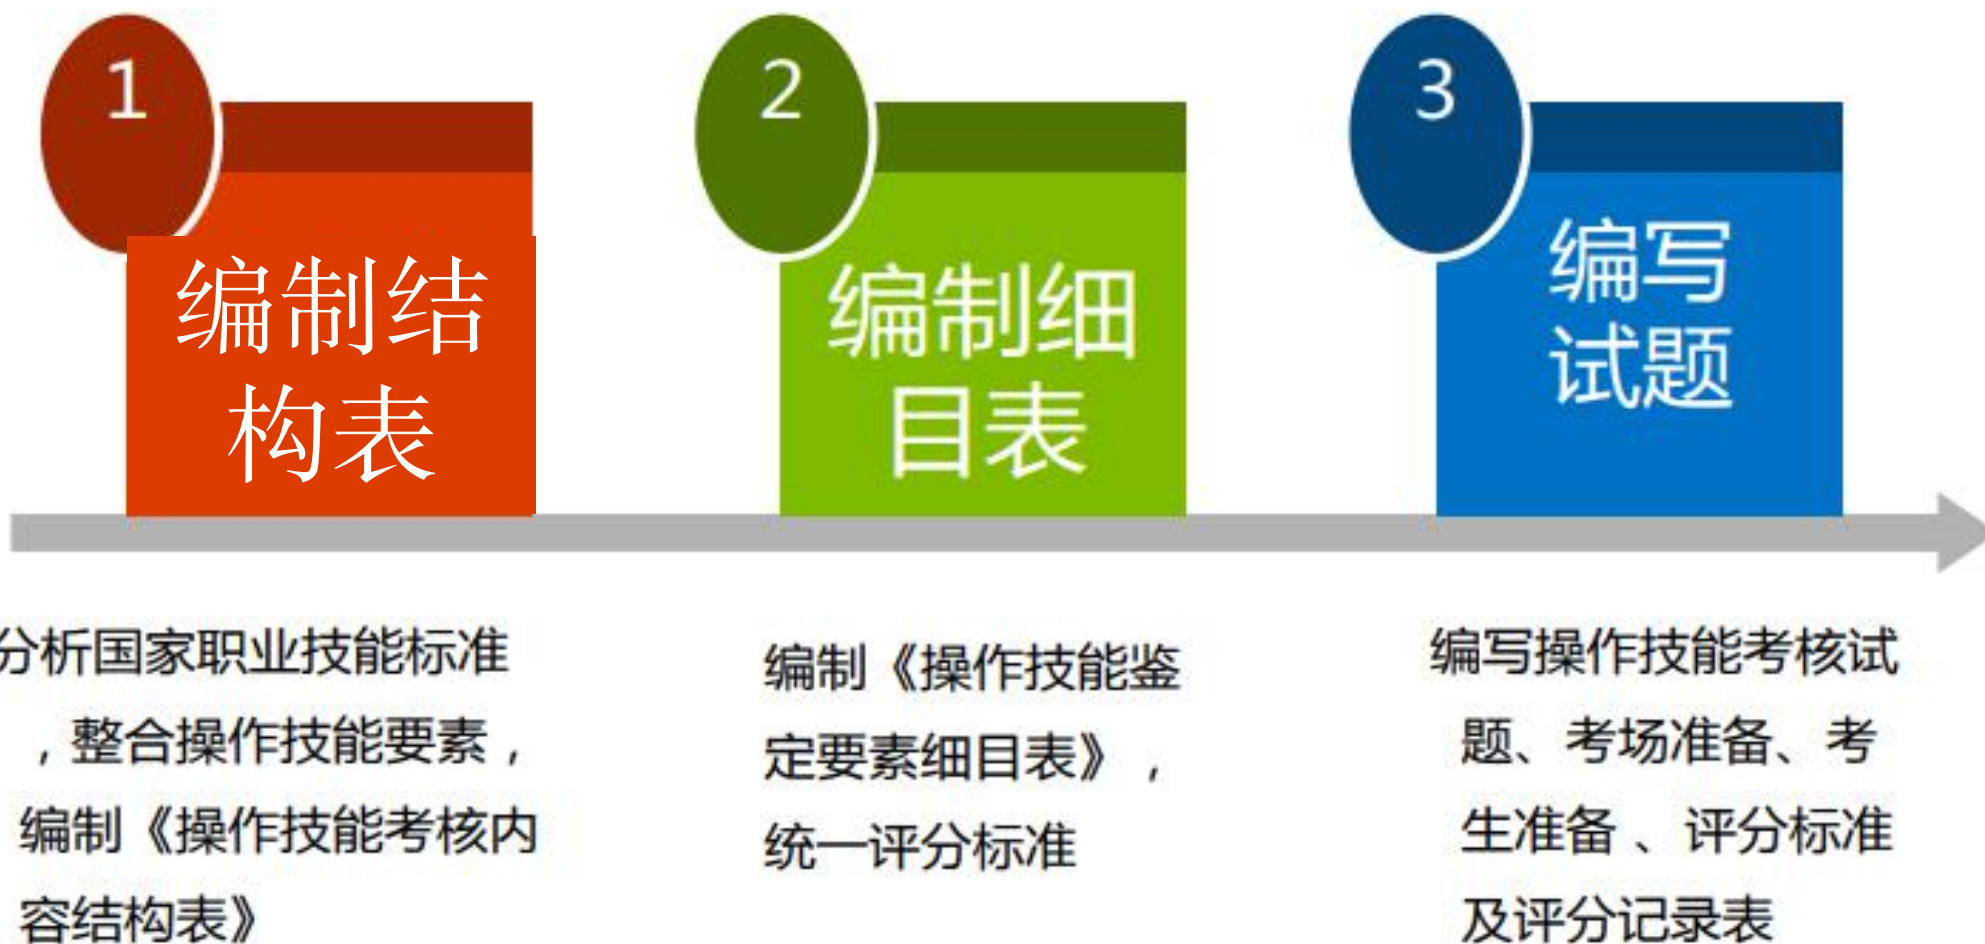 1
编制结
构表
分析国家职业技能标准
，整合操作技能要素，
编制《操作技能考核内
容结构表》
2
编制细
目表
编制《操作技能鉴
定要素细目表》，
统一评分标准
3
编写
试题
编写操作技能考核试
题、考场准备、考
生准备 、评分标准
及评分记录表